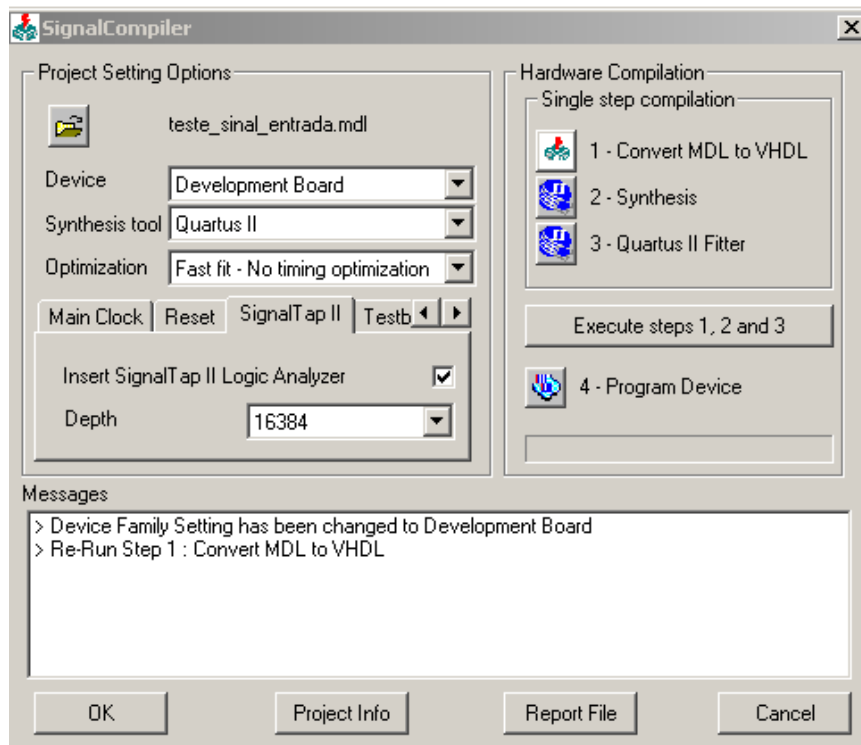 SignalCompiler
Project Setting Options
teste_sinal_entrada.mdl
Device
Development Board
Synthesis tool
Quartus II
Optimization
Fast fit - No timing optimization
Main Clock
Reset
SignalTap II
Testb
Insert SignalTap II Logic Analyzer
Depth
16384
Hardware Compilation
Single step compilation
1 - Convert MDL to VHDL
2 - Synthesis
3 - Quartus II Fitter
Execute steps 1, 2 and 3
4 - Program Device
Messages
> Device Family Setting has been changed to Development Board
> Re-Run Step 1 : Convert MDL to VHDL
OK
Project Info
Report File
Cancel